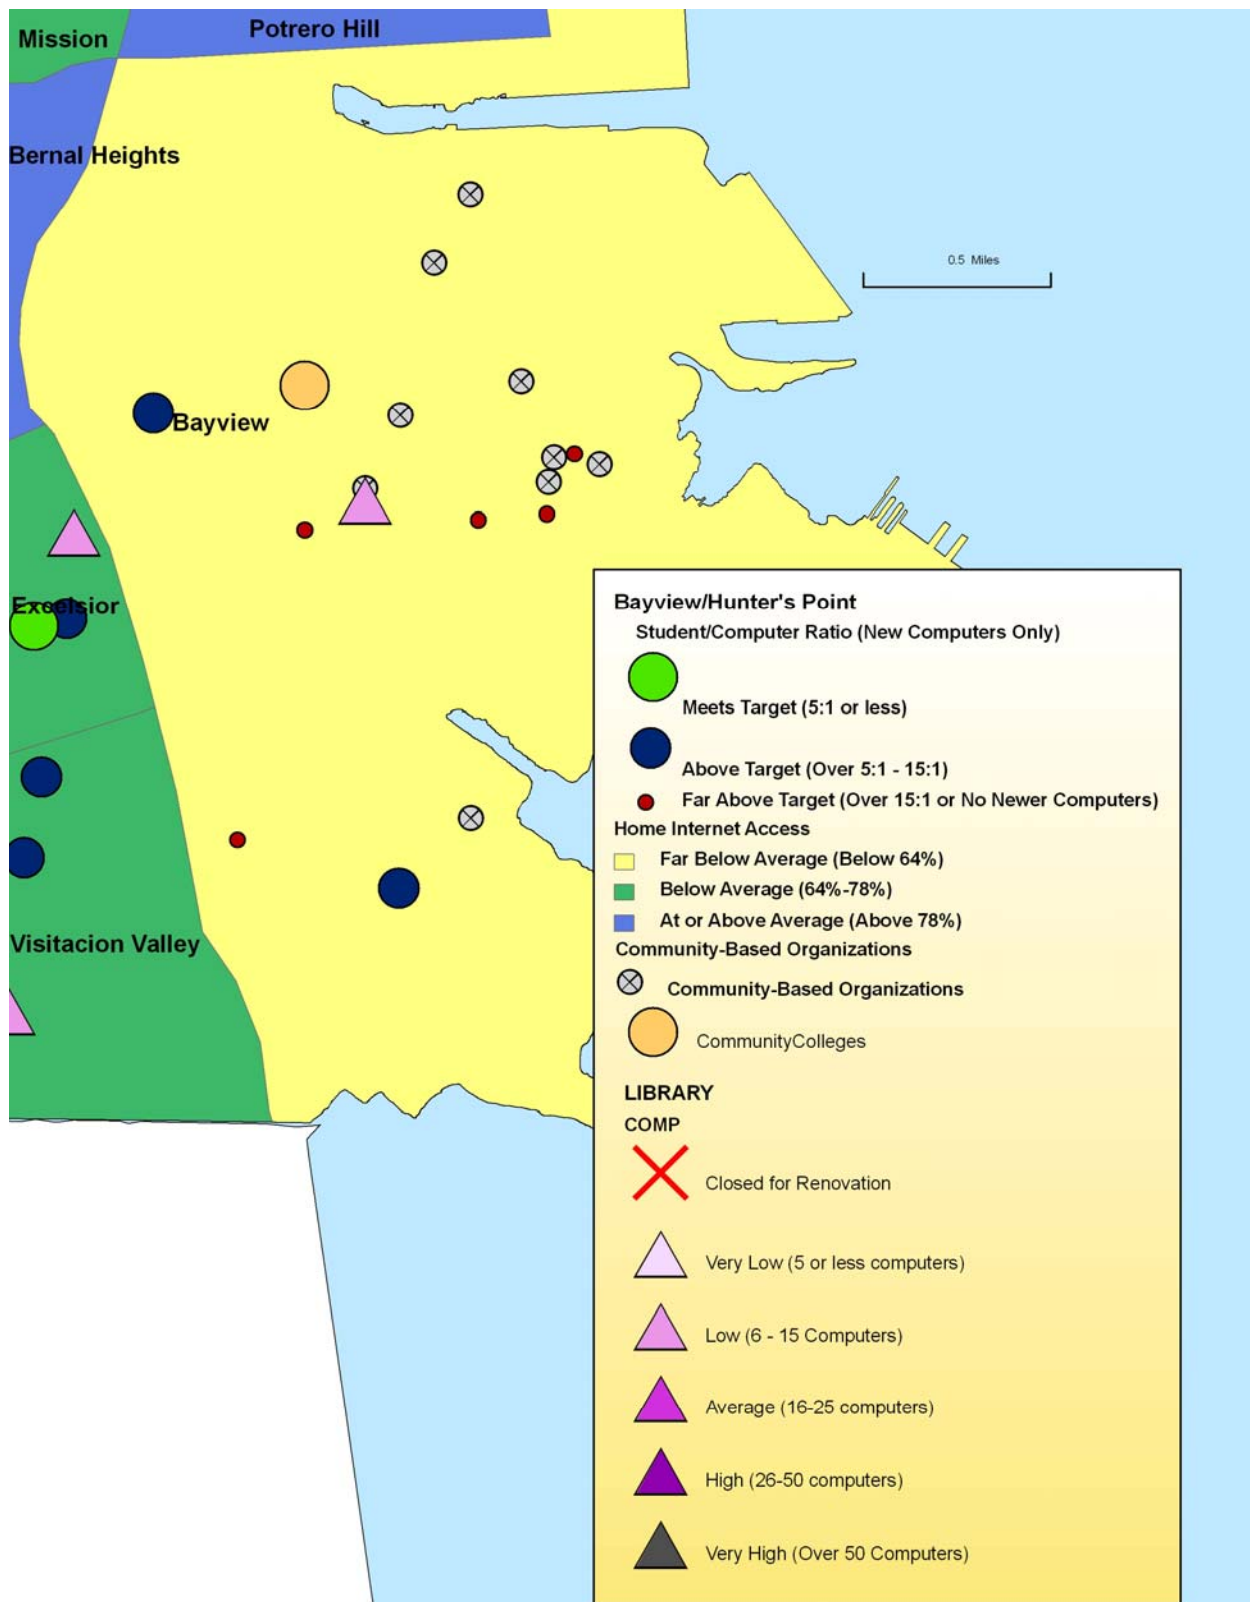 Mission
Potrero Hill
Bernal Heights
0.5 Miles
Bayview
Excelsior
Visitacion Valley
Bayview/Hunter's Point
Student/Computer Ratio (New Computers Only)
Meets Target (5:1 or less)
Above Target (Over 5:1 - 15:1)
Far Above Target (Over 15:1 or No Newer Computers)
Home Internet Access
Far Below Average (Below 64%)
Below Average (64%-78%)
At or Above Average (Above 78%)
Community-Based Organizations
Community-Based Organizations
CommunityColleges
LIBRARY
COMP
Closed for Renovation
Very Low (5 or less computers)
Low (6 - 15 Computers)
Average (16-25 computers)
High (26-50 computers)
Very High (Over 50 Computers)